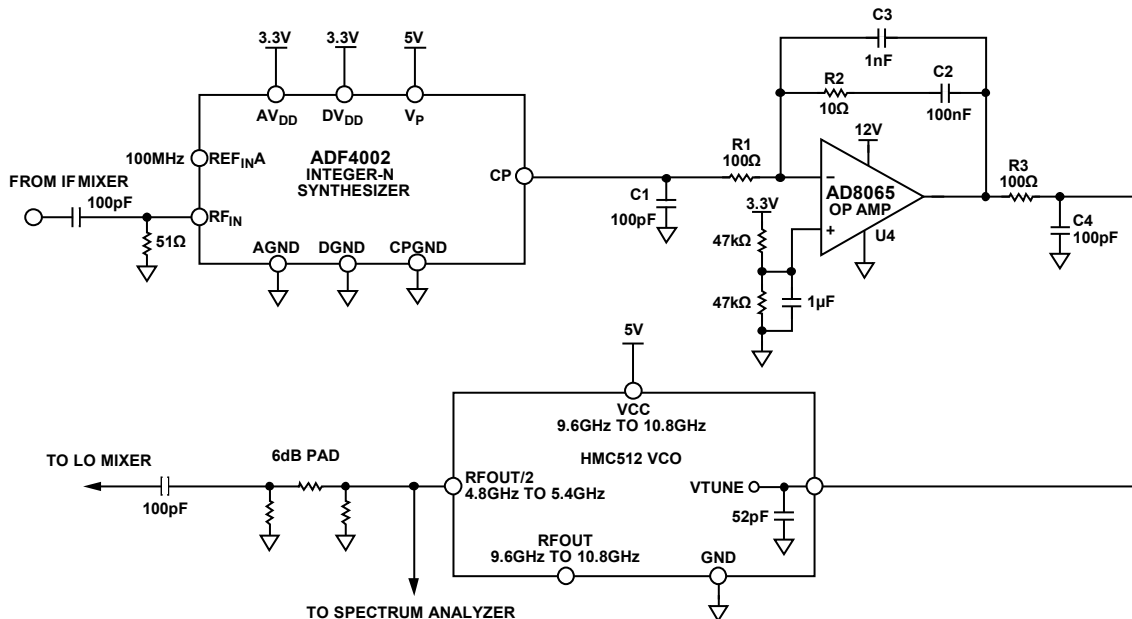 3.3V
3.3V
5V
AVDD
DVDD
VP
100MHz
REFINA
ADF4002
INTEGER-N
SYNTHESIZER
CP
FROM IF MIXER
100pF
RFIN
51Ω
AGND
DGND
CPGND
C1
100pF
R1
100Ω
C3
1nF
R2
10Ω
C2
100nF
12V
AD8065
OP AMP
U4
–
+
3.3V
47kΩ
47kΩ
1µF
R3
100Ω
C4
100pF
5V
VCC
9.6GHz TO 10.8GHz
HMC512 VCO
TO LO MIXER
6dB PAD
100pF
RFOUT/2
4.8GHz TO 5.4GHz
VTUNE
52pF
RFOUT
9.6GHz TO 10.8GHz
GND
TO SPECTRUM ANALYZER